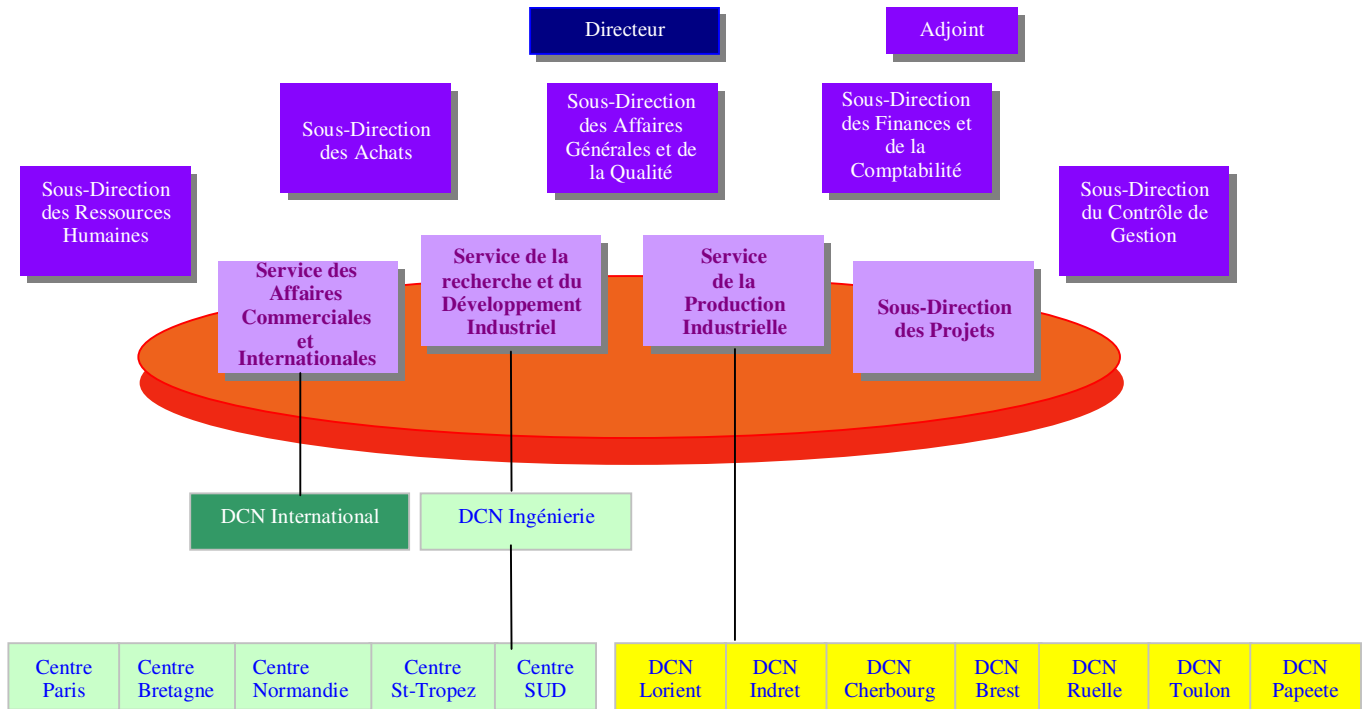 Directeur
Adjoint
Sous-Direction
des Achats
Sous-Direction
des Affaires
Générales et de
la Qualité
Sous-Direction
des Finances et
de la
Comptabilité
Sous-Direction
des Ressources
Humaines
Sous-Direction
du Contrôle de
Gestion
Service des
Affaires
Commerciales
et
Internationales
Service de la
recherche et du
Développement
Industriel
Service
de la
Production
Industrielle
Sous-Direction
des Projets
DCN International
DCN Ingénierie
Centre
Paris
Centre
Bretagne
Centre
Normandie
Centre
St-Tropez
Centre
SUD
DCN
Lorient
DCN
Indret
DCN
Cherbourg
DCN
Brest
DCN
Ruelle
DCN
Toulon
DCN
Papeete